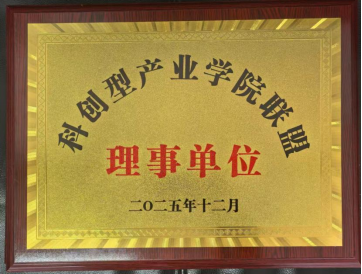 科创型产业学院联盟
理事单位
二〇二五年十二月